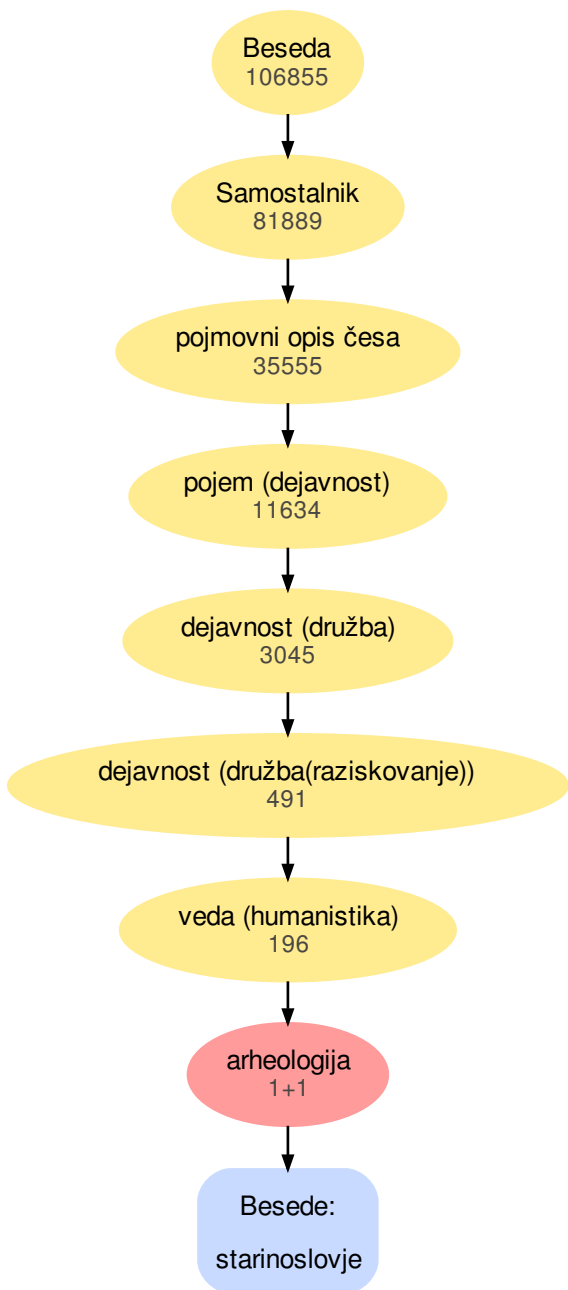 Beseda
106855
Samostalnik
81889
pojmovni opis česa
35555
pojem (dejavnost)
11634
dejavnost (družba)
3045
dejavnost (družba(raziskovanje))
491
veda (humanistika)
196
arheologija
1+1
Besede:
starinoslovje